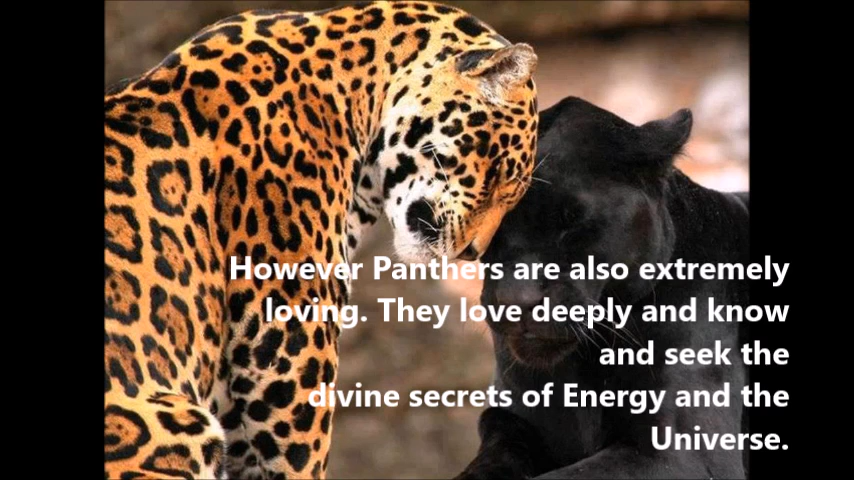 However Panthers are also extremely
loving. They love deeply and know
and seek the
divine secrets of Energy and the
Universe.